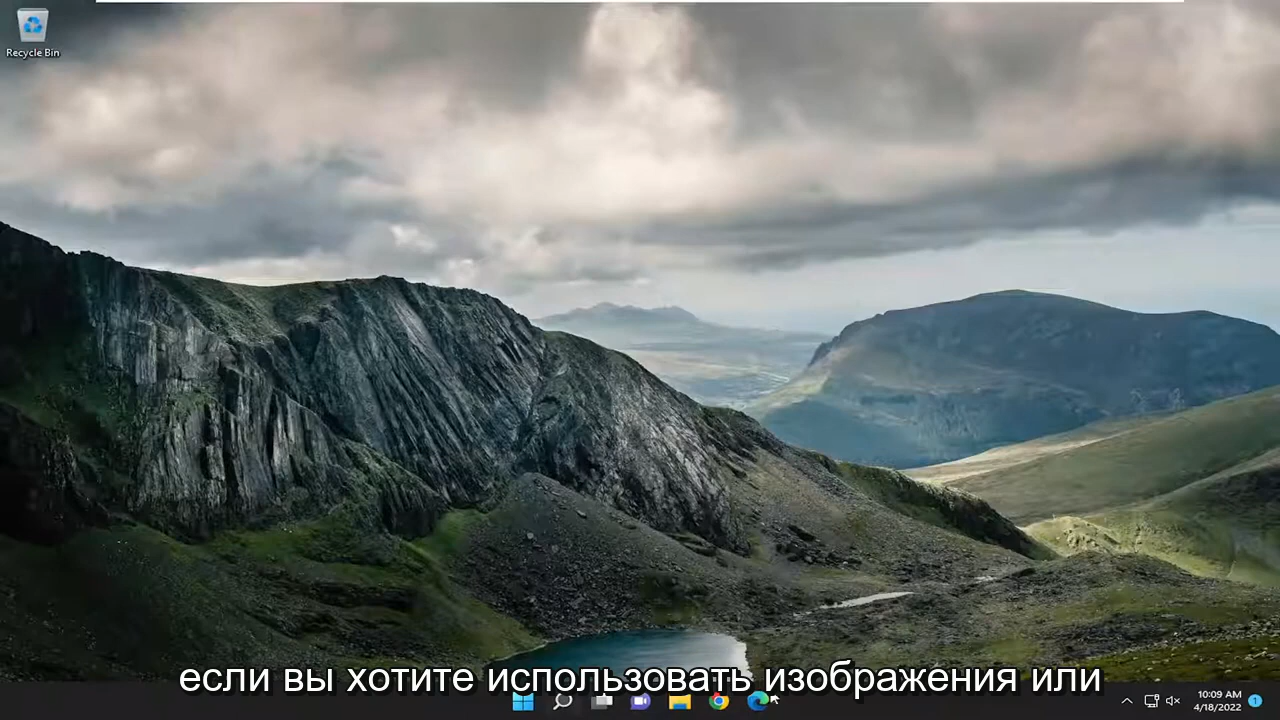 Recycle Bin
если вы хотите использовать изображения или
10:09 AM
4/18/2022
1